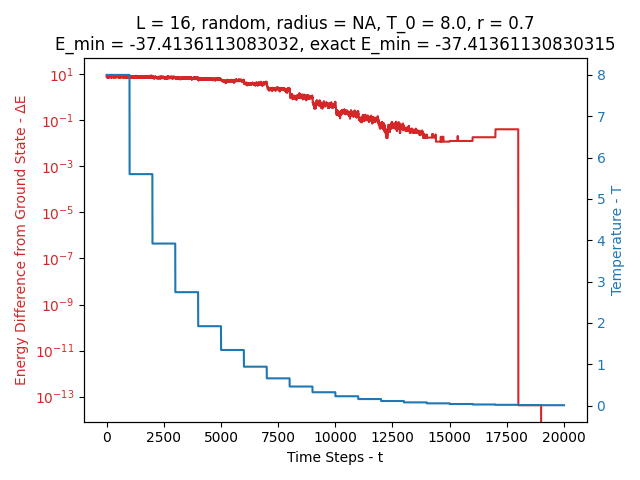 L = 16, random, radius = NA, T_0 = 8.0, r = 0.7
E_min = -37.4136113083032, exact E_min = -37.41361130830315
Energy Difference from Ground State - ΔE
10¹
10⁻¹
10⁻³
10⁻⁵
10⁻⁷
10⁻⁹
10⁻¹¹
10⁻¹³
8
7
6
5
4
3
2
1
0
Temperature - T
0 2500 5000 7500 10000 12500 15000 17500 20000
Time Steps - t